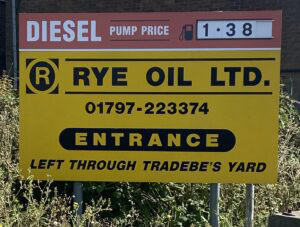 DIESEL PUMP PRICE 1·38
R RYE OIL LTD.
01797-223374
ENTRANCE
LEFT THROUGH TRADEBE'S YARD